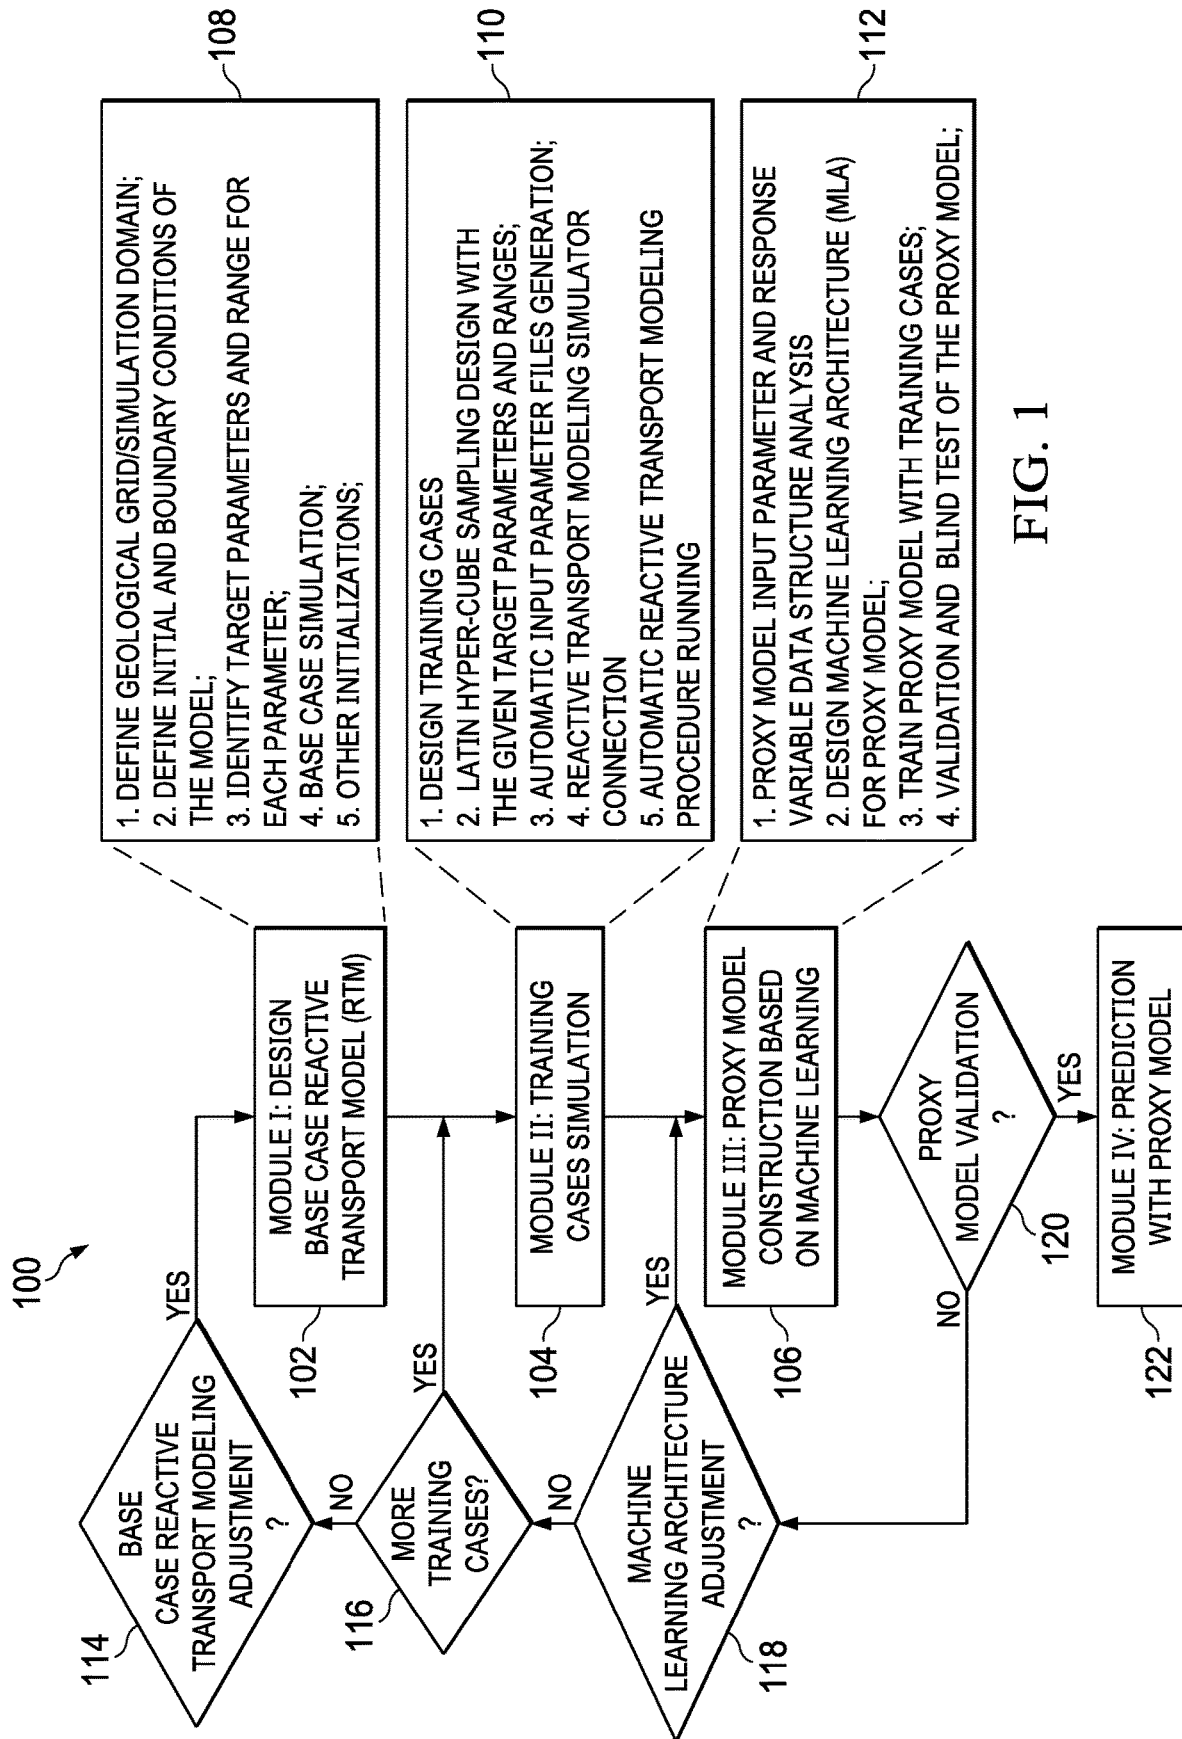 100
BASE
CASE REACTIVE
TRANSPORT MODELING
ADJUSTMENT
?
114
YES
NO
MODULE I: DESIGN
BASE CASE REACTIVE
TRANSPORT MODEL (RTM)
102
1. DEFINE GEOLOGICAL GRID/SIMULATION DOMAIN;
2. DEFINE INITIAL AND BOUNDARY CONDITIONS OF
THE MODEL;
3. IDENTIFY TARGET PARAMETERS AND RANGE FOR
EACH PARAMETER;
4. BASE CASE SIMULATION;
5. OTHER INITIALIZATIONS;
108
MORE
TRAINING
CASES?
116
YES
NO
MODULE II: TRAINING
CASES SIMULATION
104
1. DESIGN TRAINING CASES
2. LATIN HYPER-CUBE SAMPLING DESIGN WITH
THE GIVEN TARGET PARAMETERS AND RANGES;
3. AUTOMATIC INPUT PARAMETER FILES GENERATION;
4. REACTIVE TRANSPORT MODELING SIMULATOR
CONNECTION
5. AUTOMATIC REACTIVE TRANSPORT MODELING
PROCEDURE RUNNING
110
MACHINE
LEARNING ARCHITECTURE
ADJUSTMENT
?
118
YES
MODULE III: PROXY MODEL
CONSTRUCTION BASED
ON MACHINE LEARNING
106
1. PROXY MODEL INPUT PARAMETER AND RESPONSE
VARIABLE DATA STRUCTURE ANALYSIS
2. DESIGN MACHINE LEARNING ARCHITECTURE (MLA)
FOR PROXY MODEL;
3. TRAIN PROXY MODEL WITH TRAINING CASES;
4. VALIDATION AND BLIND TEST OF THE PROXY MODEL;
112
PROXY
MODEL VALIDATION
?
120
NO
YES
MODULE IV: PREDICTION
WITH PROXY MODEL
122
FIG. 1